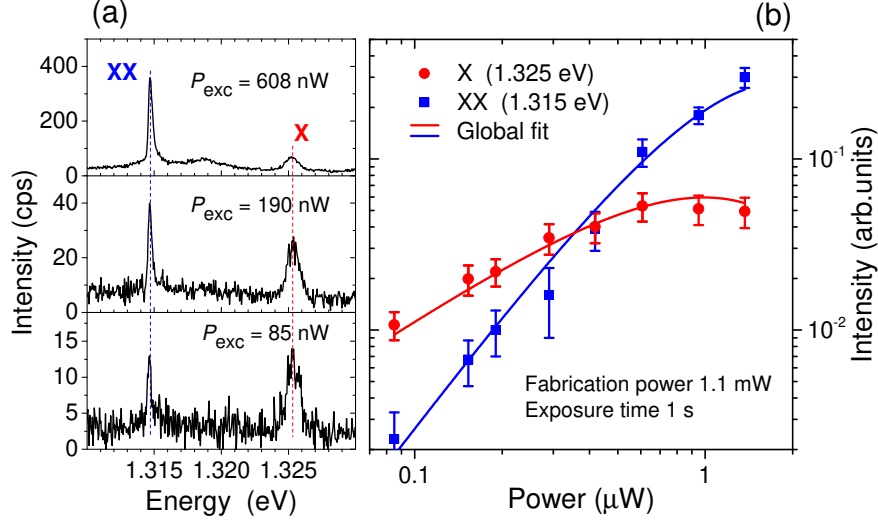 (a)
XX
P_exc = 608 nW
X
400
200
0
P_exc = 190 nW
40
20
0
P_exc = 85 nW
15
10
5
0
Intensity (cps)
1.315 1.320 1.325
Energy (eV)
(b)
X (1.325 eV)
XX (1.315 eV)
Global fit
Fabrication power 1.1 mW
Exposure time 1 s
10⁻¹
10⁻²
Intensity (arb.units)
0.1 1
Power (μW)